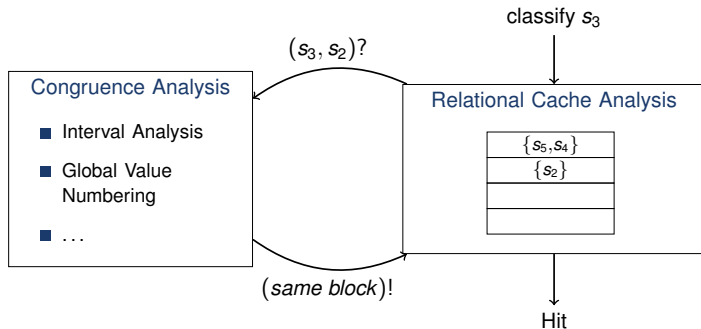 classify s₃
(s₃, s₂)?
Congruence Analysis
Interval Analysis
Global Value
Numbering
. . .
Relational Cache Analysis
{s₅,s₄}
{s₂}
(same block)!
Hit